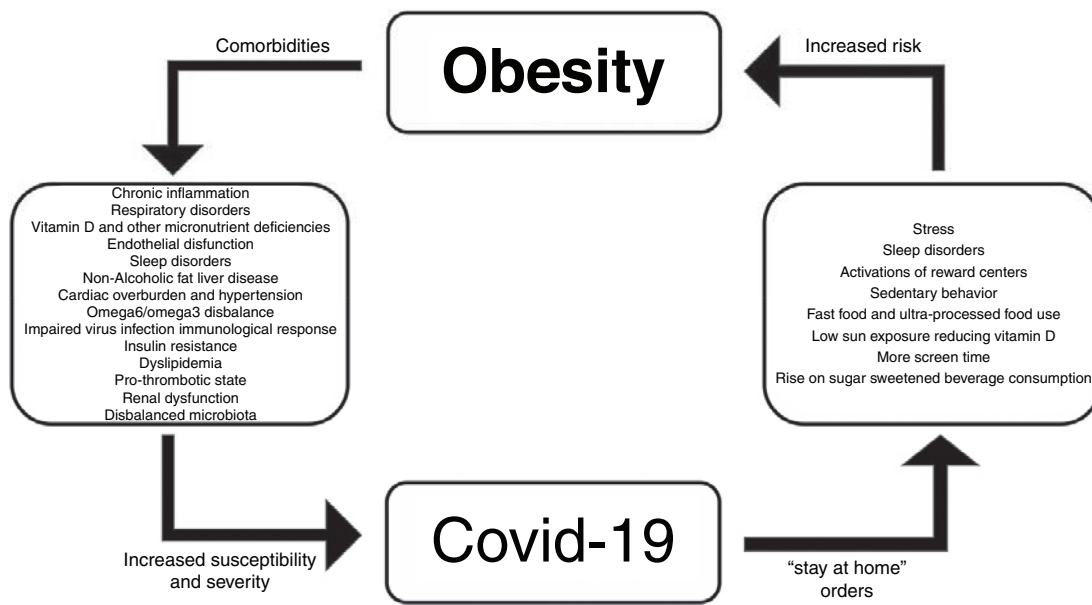 Comorbidities
Obesity
Increased risk
Chronic inflammation
Respiratory disorders
Vitamin D and other micronutrient deficiencies
Endothelial disfunction
Sleep disorders
Non-Alcoholic fat liver disease
Cardiac overburden and hypertension
Omega6/omega3 disbalance
Impaired virus infection immunological response
Insulin resistance
Dyslipidemia
Pro-thrombotic state
Renal dysfunction
Disbalanced microbiota
Stress
Sleep disorders
Activations of reward centers
Sedentary behavior
Fast food and ultra-processed food use
Low sun exposure reducing vitamin D
More screen time
Rise on sugar sweetened beverage consumption
Increased susceptibility
and severity
Covid-19
“stay at home”
orders